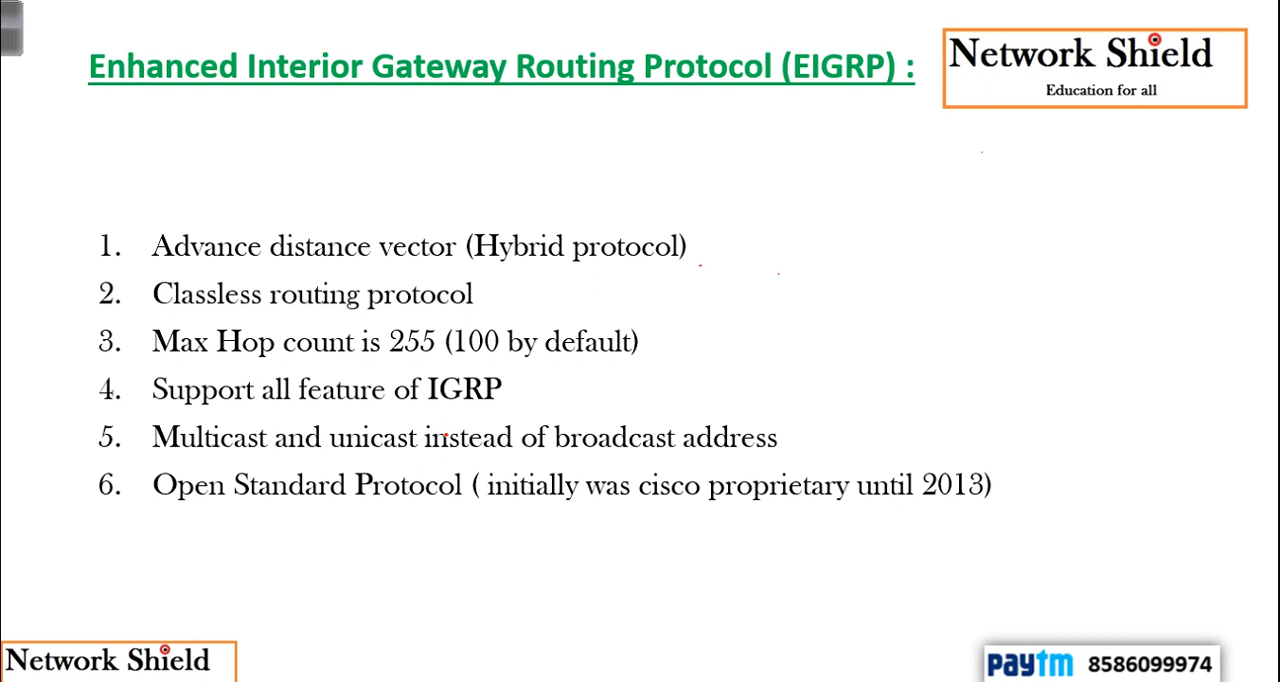 Enhanced Interior Gateway Routing Protocol (EIGRP) :
Network Shield
Education for all
1. Advance distance vector (Hybrid protocol)
2. Classless routing protocol
3. Max Hop count is 255 (100 by default)
4. Support all feature of IGRP
5. Multicast and unicast instead of broadcast address
6. Open Standard Protocol ( initially was cisco proprietary until 2013)
Network Shield
paytm 8586099974